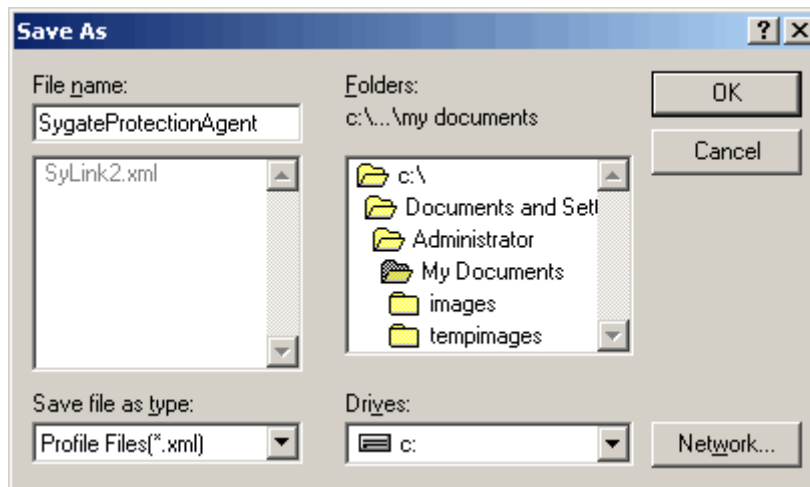 Save As
File name:
SygateProtectionAgent
SyLink2.xml
Save file as type:
Profile Files(*.xml)
Folders:
c:\...\my documents
c:\
Documents and Sett
Administrator
My Documents
images
tempimages
Drives:
c:
OK
Cancel
Network...